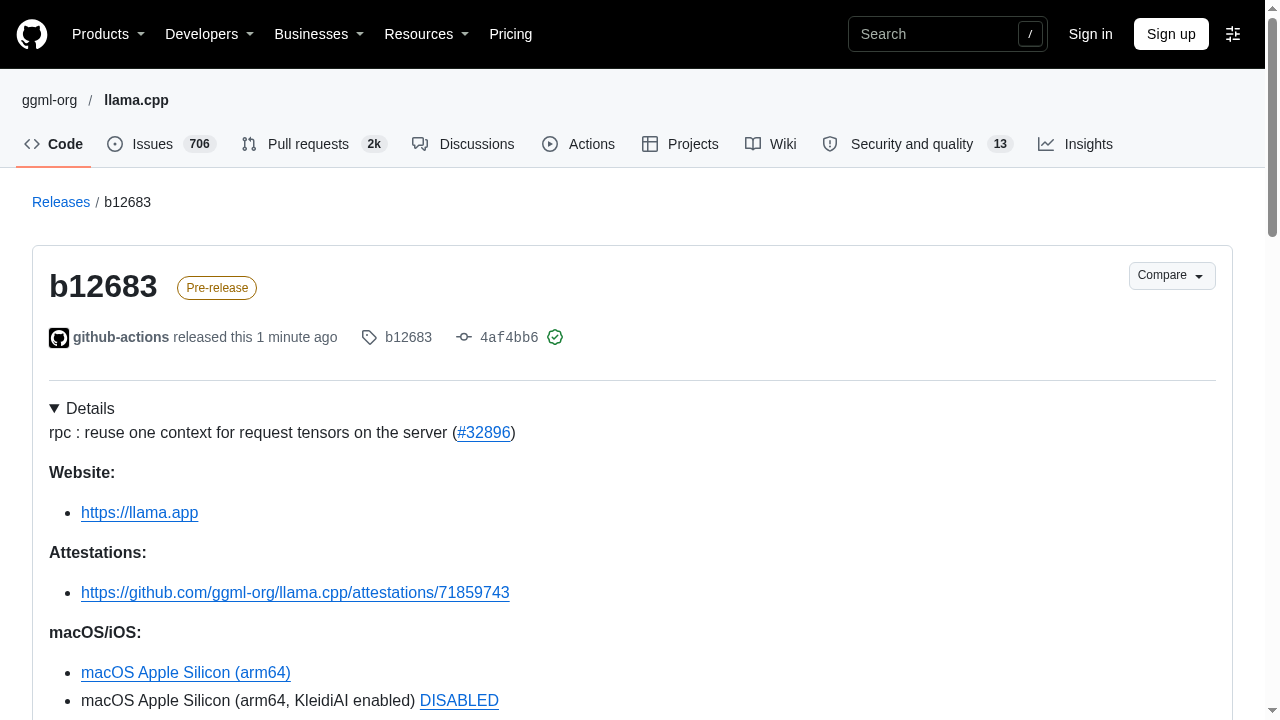 Products Developers Businesses Resources Pricing Search / Sign in Sign up
ggml-org / llama.cpp
Code Issues 706 Pull requests 2k Discussions Actions Projects Wiki Security and quality 13 Insights
Releases / b12683
b12683 Pre-release Compare
github-actions released this 1 minute ago b12683 4af4bb6
Details
rpc : reuse one context for request tensors on the server (#32896)
Website:
https://llama.app
Attestations:
https://github.com/ggml-org/llama.cpp/attestations/71859743
macOS/iOS:
macOS Apple Silicon (arm64)
macOS Apple Silicon (arm64, KleidiAI enabled) DISABLED